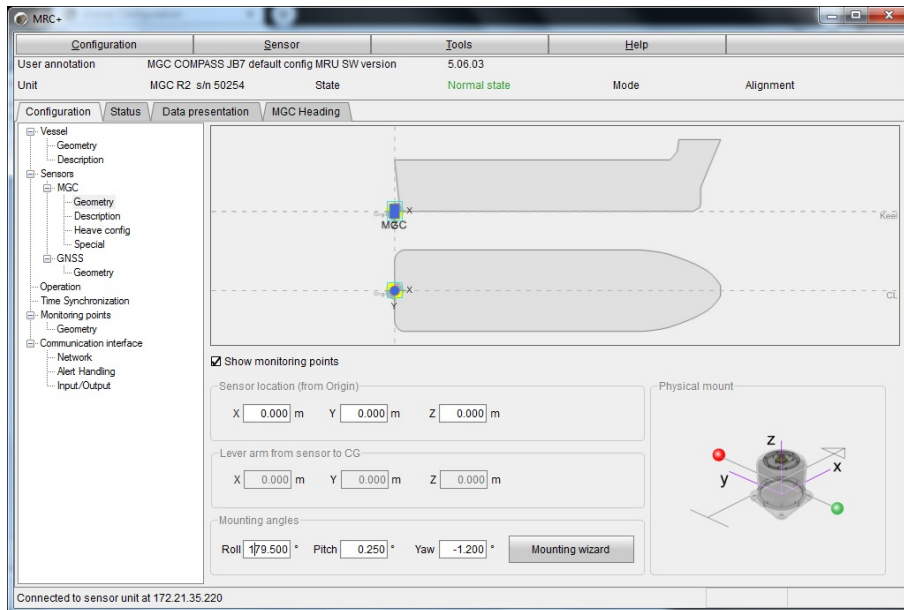 MRC+
Configuration Sensor Tools Help
User annotation MGC COMPASS JB7 default config MRU SW version 5.06.03
Unit MGC R2 s/n 50254 State Normal state Mode Alignment
Configuration Status Data presentation MGC Heading
Vessel
Geometry
Description
Sensors
MGC
Geometry
Description
Heave config
Special
GNSS
Geometry
Operation
Time Synchronization
Monitoring points
Geometry
Communication interface
Network
Alert Handling
Input/Output
X
Keel
MGC
X
CL
Y
Show monitoring points
Sensor location (from Origin)
X 0.000 m Y 0.000 m Z 0.000 m
Lever arm from sensor to CG
X 0.000 m Y 0.000 m Z 0.000 m
Mounting angles
Roll 179.500 ° Pitch 0.250 ° Yaw -1.200 ° Mounting wizard
Physical mount
z
y
x
Connected to sensor unit at 172.21.35.220